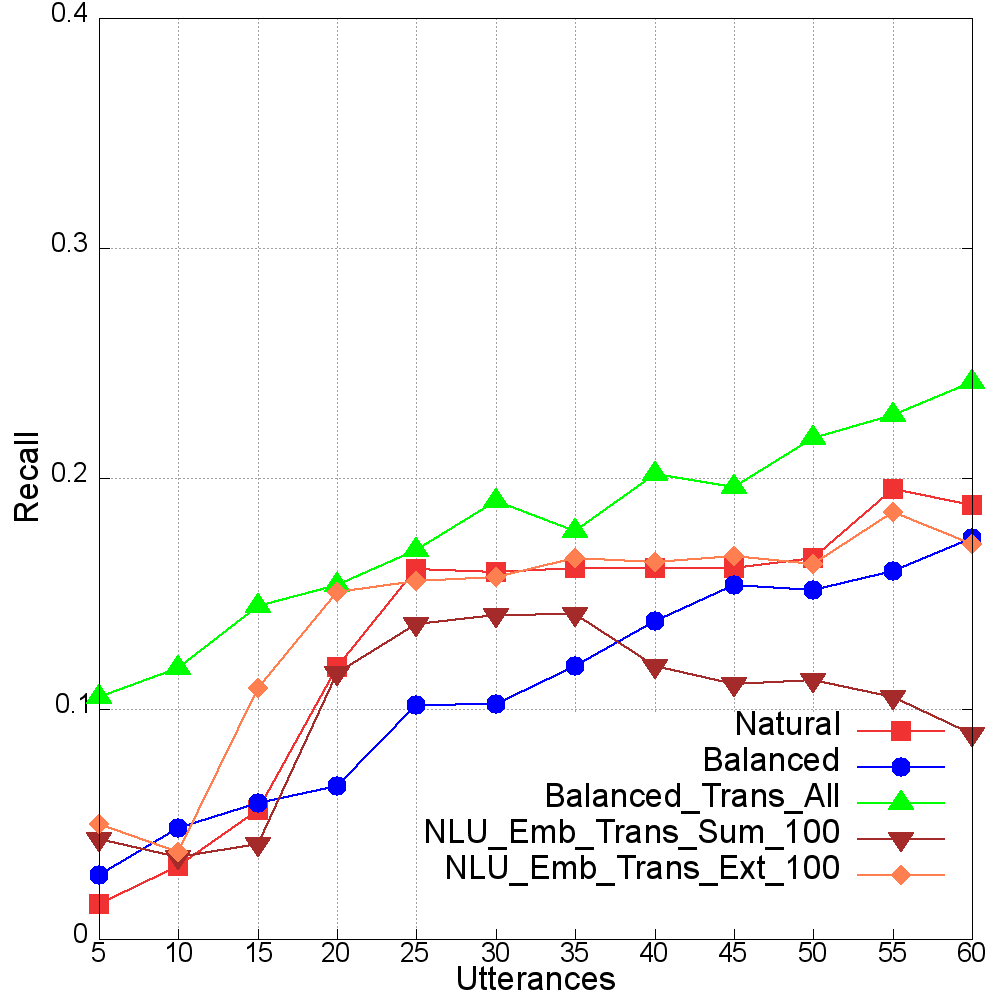 0.4
0.3
0.2
0.1
0
Recall
5 10 15 20 25 30 35 40 45 50 55 60
Utterances
Natural
Balanced
Balanced_Trans_All
NLU_Emb_Trans_Sum_100
NLU_Emb_Trans_Ext_100